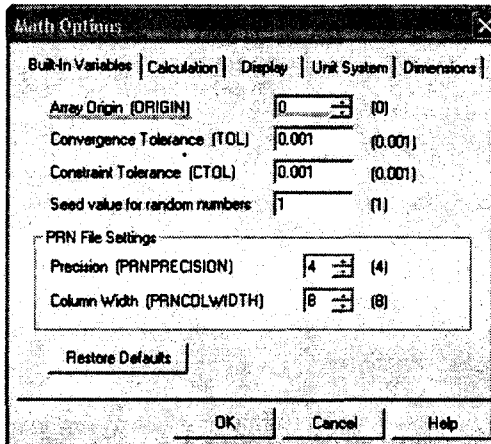 Math Options
Built-In Variables Calculation Display Unit System Dimensions
Array Origin (ORIGIN) 0 (0)
Convergence Tolerance (TOL) 0.001 (0.001)
Constraint Tolerance (CTOL) 0.001 (0.001)
Seed value for random numbers 1 (1)
PRN File Settings
Precision (PRNPRECISION) 4 (4)
Column Width (PRNCOLWIDTH) 8 (8)
Restore Defaults
OK Cancel Help